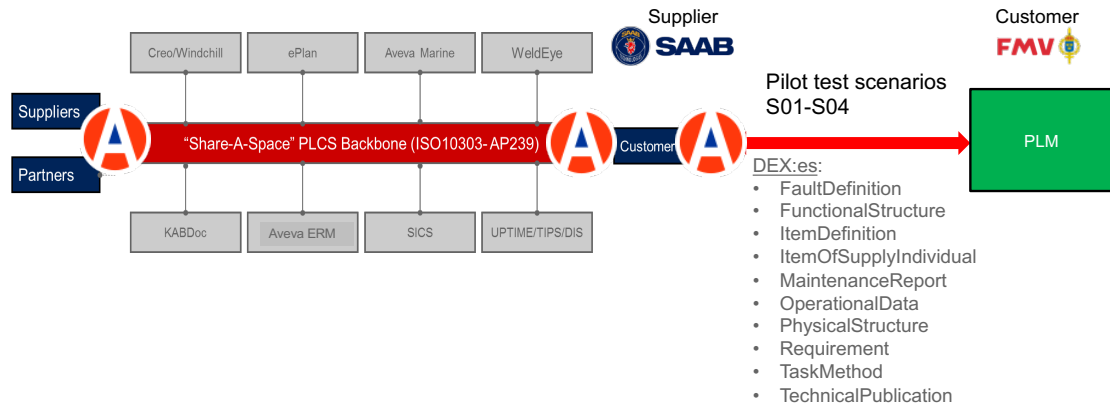 Supplier
Customer
SAAB
FMV
Creo/Windchill
ePlan
Aveva Marine
WeldEye
Pilot test scenarios
S01-S04
Suppliers
Partners
A
"Share-A-Space" PLCS Backbone (ISO10303-AP239)
A
Customer
A
PLM
KABDoc
Aveva ERM
SICS
UPTIME/TIPS/DIS
DEX:es:
• FaultDefinition
• FunctionalStructure
• ItemDefinition
• ItemOfSupplyIndividual
• MaintenanceReport
• OperationalData
• PhysicalStructure
• Requirement
• TaskMethod
• TechnicalPublication